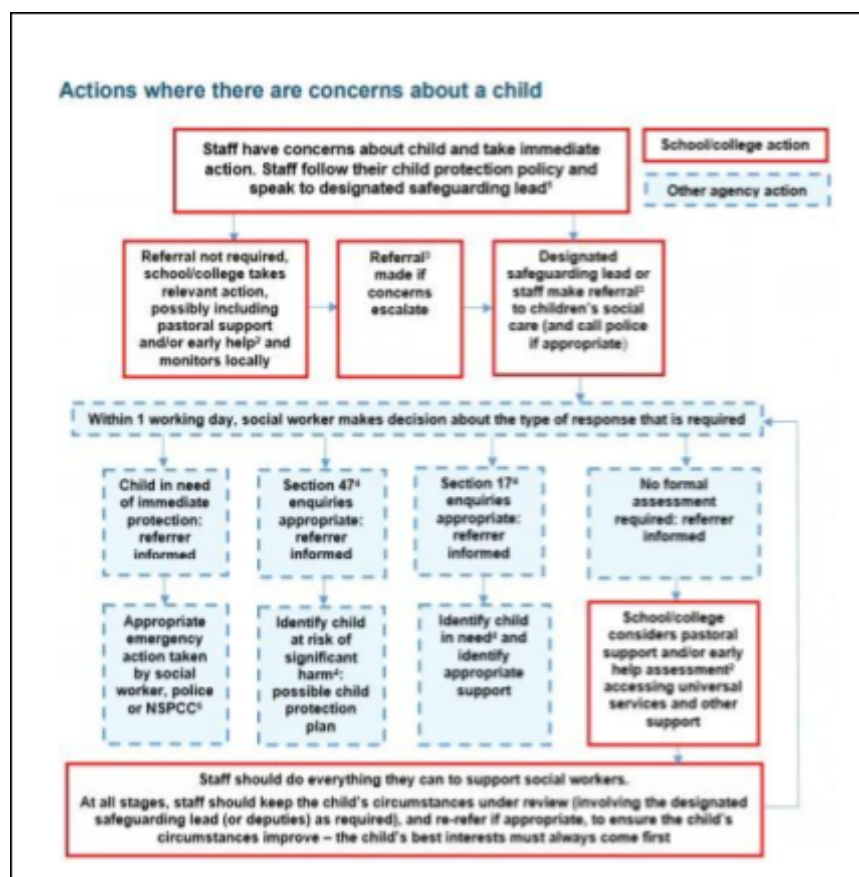 Actions where there are concerns about a child
Staff have concerns about child and take immediate
action. Staff follow their child protection policy and
speak to designated safeguarding lead¹
School/college action
Other agency action
Referral not required,
school/college takes
relevant action,
possibly including
pastoral support
and/or early help² and
monitors locally
Referral³
made if
concerns
escalate
Designated
safeguarding lead or
staff make referral³
to children's social
care (and call police
if appropriate)
Within 1 working day, social worker makes decision about the type of response that is required
Child in need
of immediate
protection:
referrer
informed
Section 47⁴
enquiries
appropriate:
referrer
informed
Section 17⁴
enquiries
appropriate:
referrer
informed
No formal
assessment
required: referrer
informed
Appropriate
emergency
action taken
by social
worker, police
or NSPCC⁵
Identify child
at risk of
significant
harm⁴:
possible child
protection
plan
Identify child
in need⁴ and
identify
appropriate
support
School/college
considers pastoral
support and/or early
help assessment²
accessing universal
services and other
support
Staff should do everything they can to support social workers.
At all stages, staff should keep the child's circumstances under review (involving the designated
safeguarding lead (or deputies) as required), and re-refer if appropriate, to ensure the child's
circumstances improve – the child's best interests must always come first